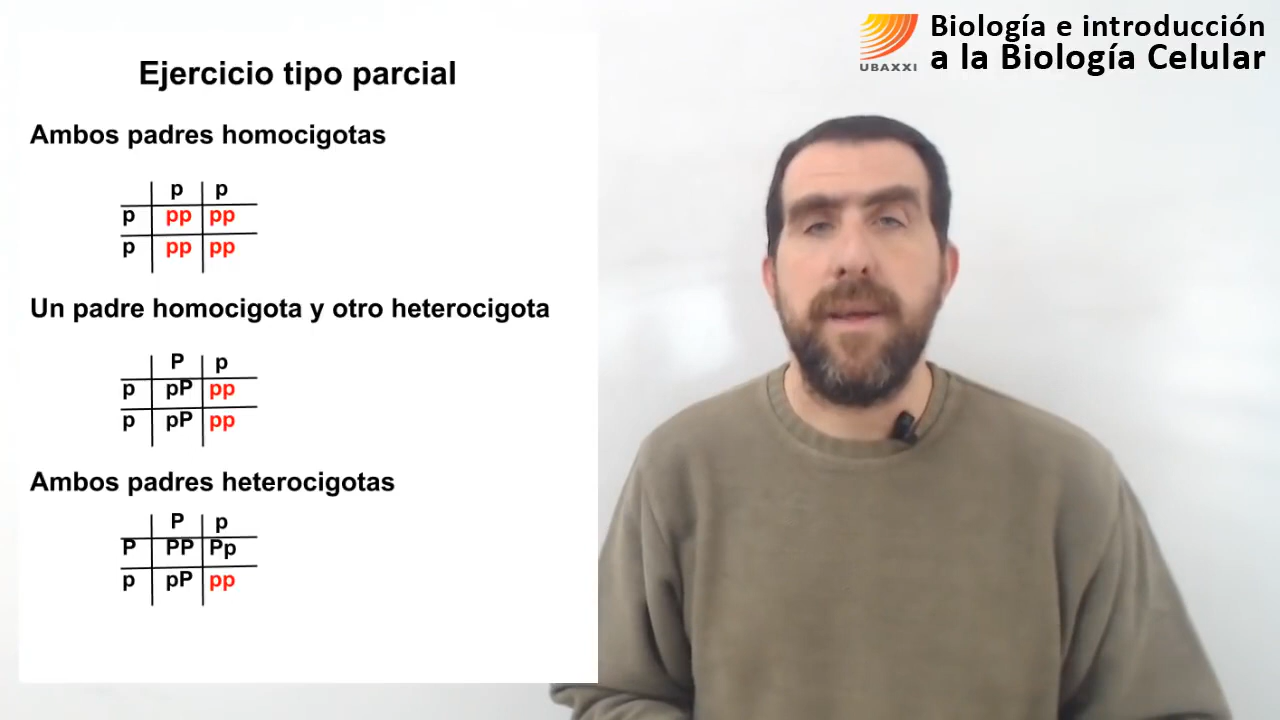 UBAXXI
Biología e introducción
a la Biología Celular
Ejercicio tipo parcial
Ambos padres homocigotas
p p
p pp pp
p pp pp
Un padre homocigota y otro heterocigota
P p
p pP pp
p pP pp
Ambos padres heterocigotas
P p
P PP Pp
p pP pp